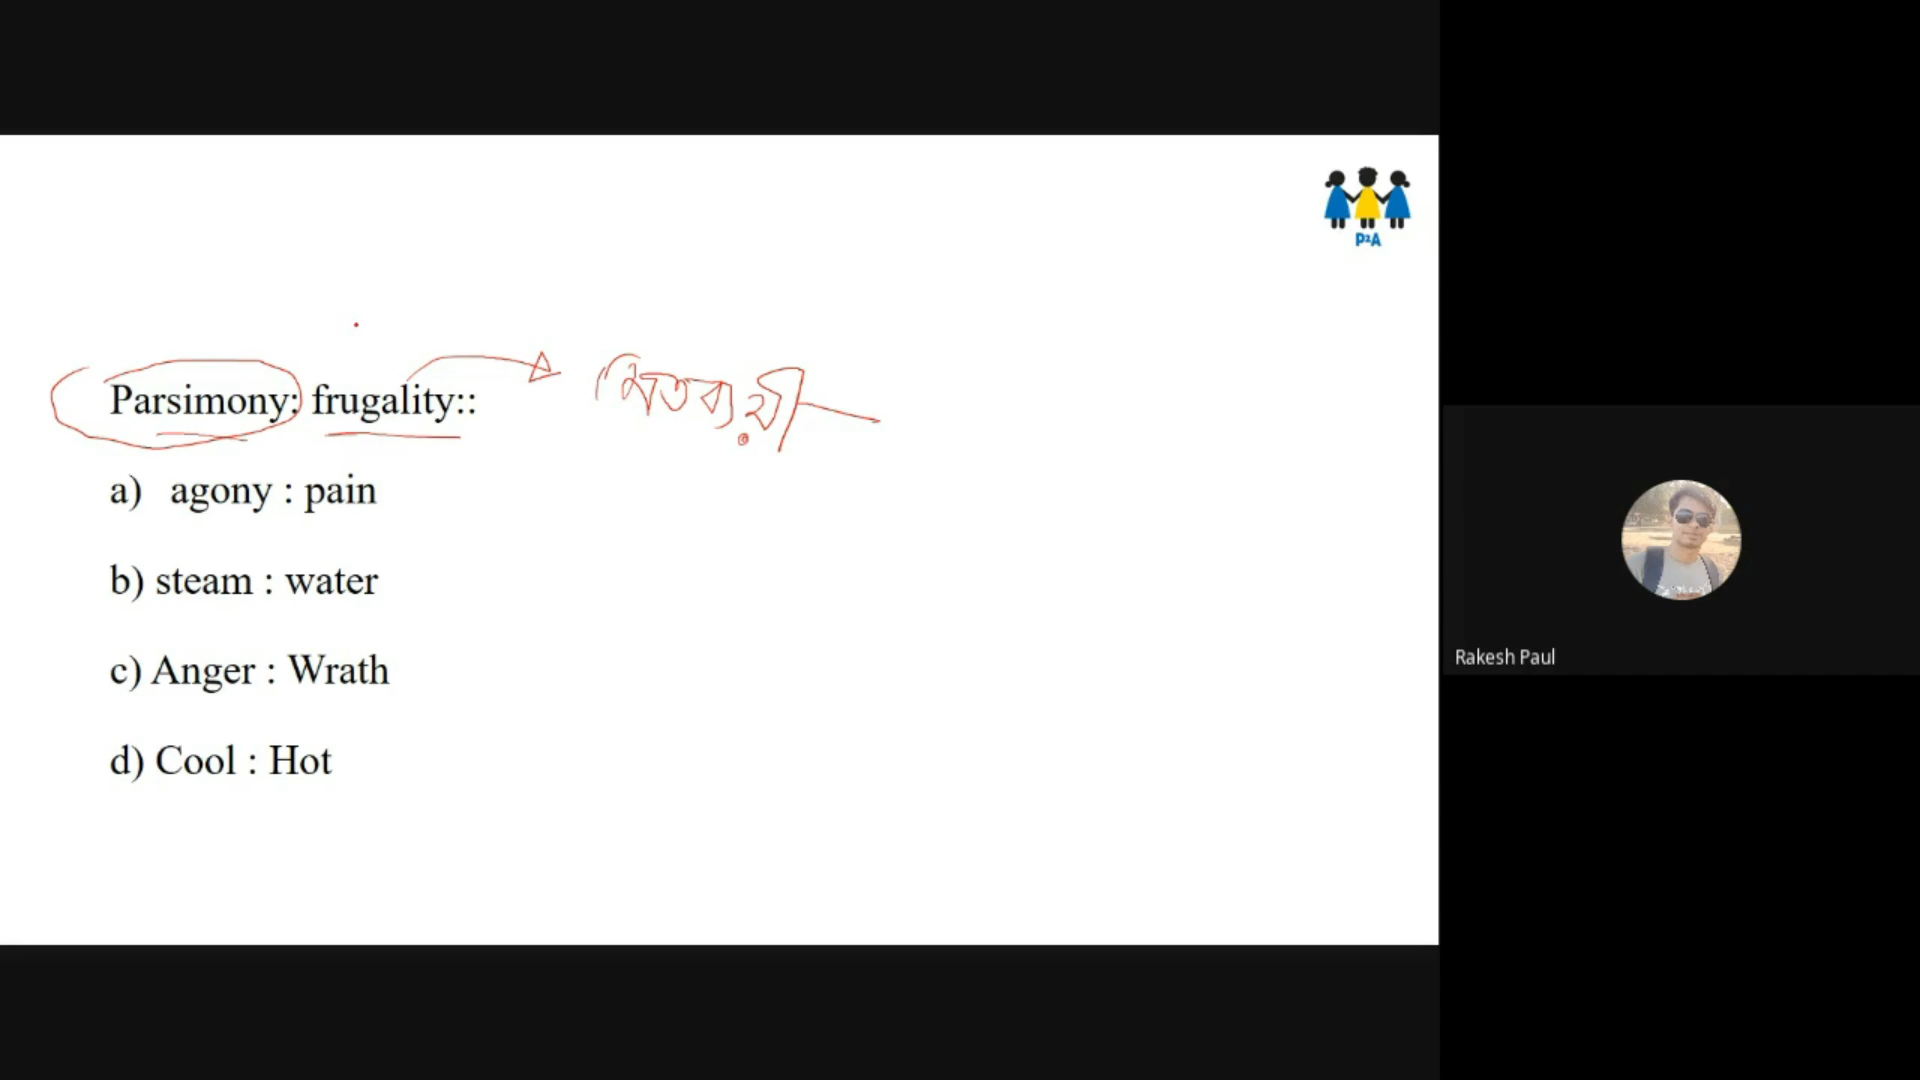 P²A
Parsimony: frugality:: মিতব্যয়ী
a) agony : pain
b) steam : water
c) Anger : Wrath
d) Cool : Hot
Rakesh Paul